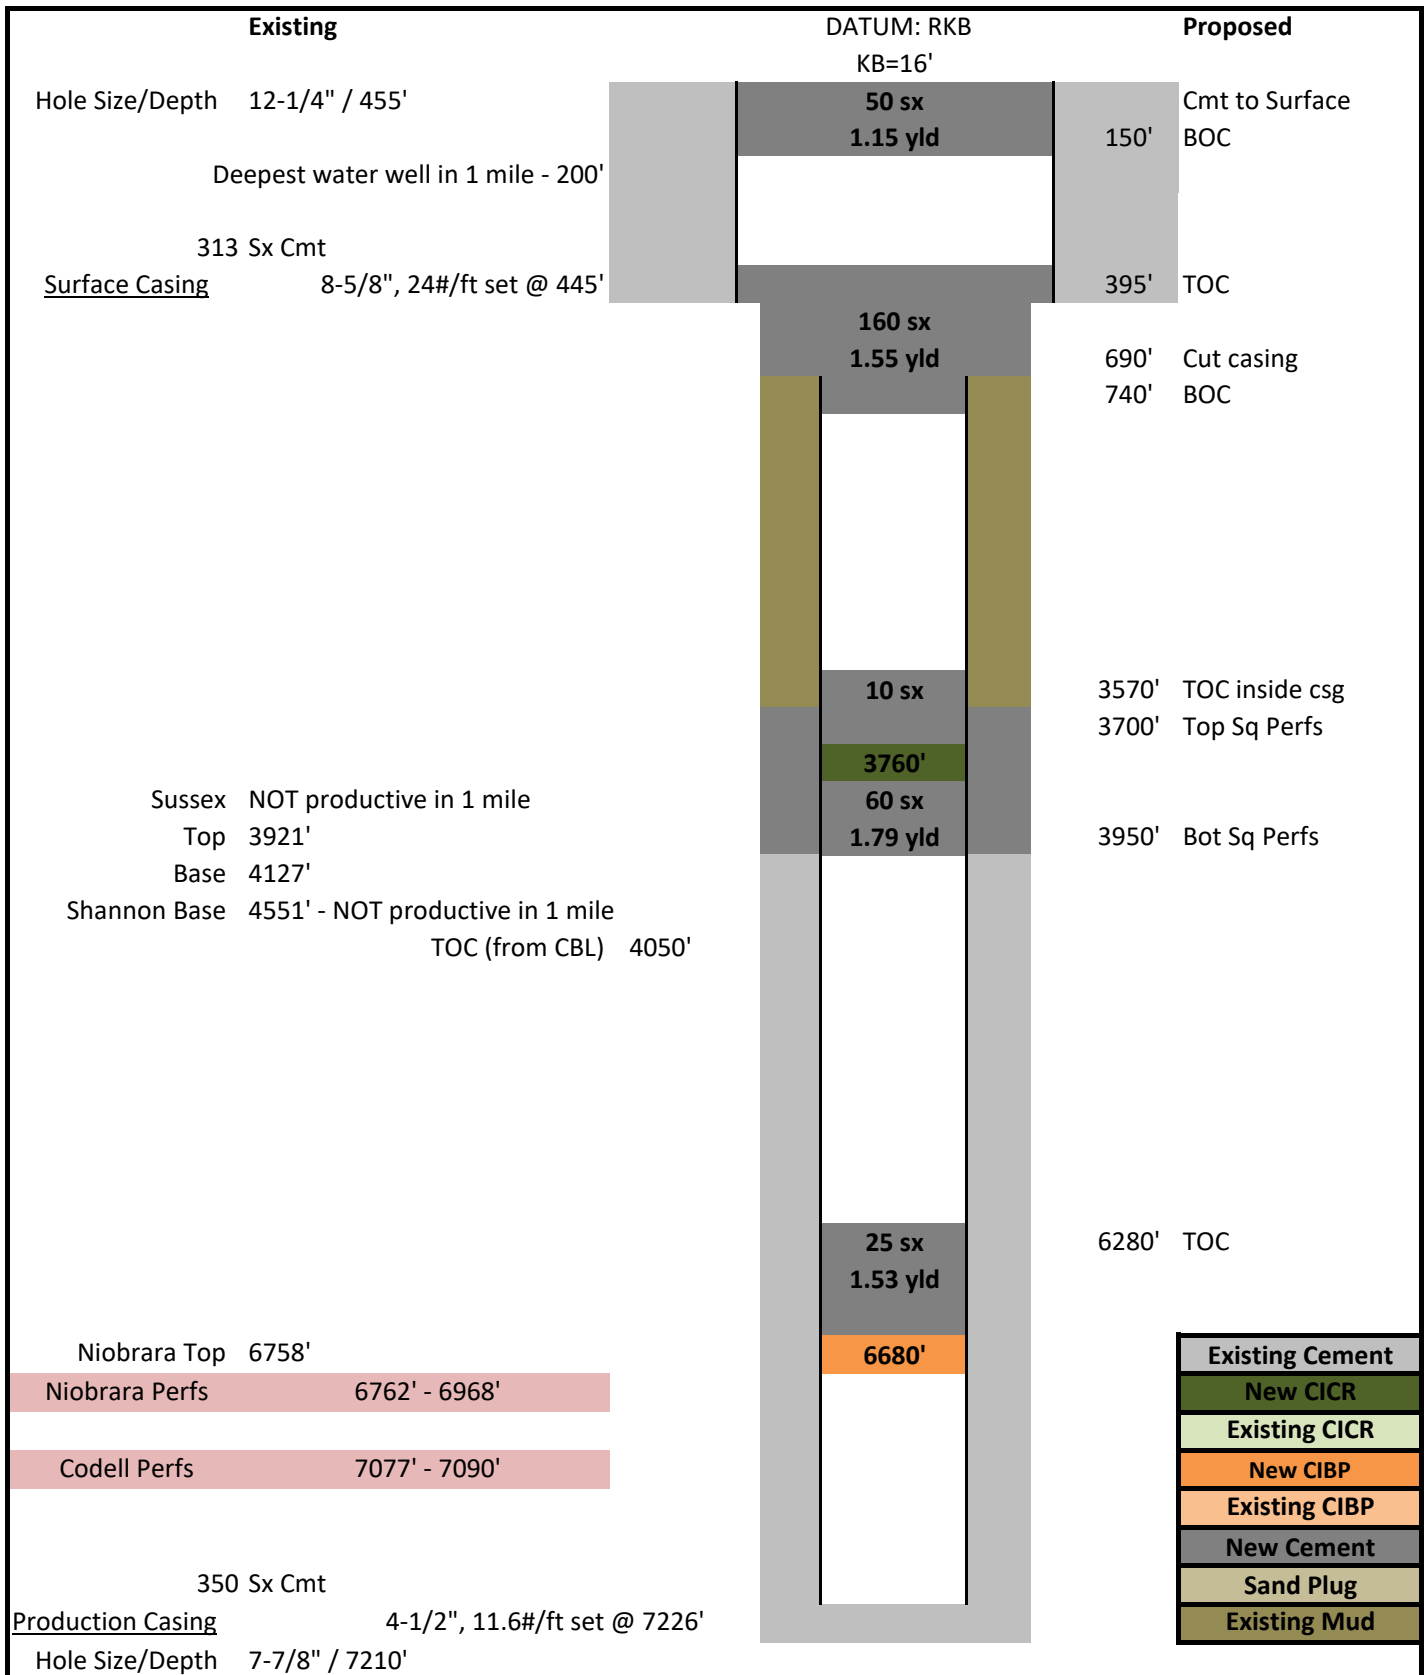 Existing DATUM: RKB Proposed
KB=16'
Hole Size/Depth 12-1/4" / 455' 50 sx Cmt to Surface
1.15 yld 150' BOC
Deepest water well in 1 mile - 200'
313 Sx Cmt
Surface Casing 8-5/8", 24#/ft set @ 445' 395' TOC
160 sx
1.55 yld 690' Cut casing
740' BOC
10 sx 3570' TOC inside csg
3700' Top Sq Perfs
3760'
Sussex NOT productive in 1 mile 60 sx
Top 3921' 1.79 yld 3950' Bot Sq Perfs
Base 4127'
Shannon Base 4551' - NOT productive in 1 mile
TOC (from CBL) 4050'
25 sx 6280' TOC
1.53 yld
Niobrara Top 6758' 6680' Existing Cement
Niobrara Perfs 6762' - 6968' New CICR
Existing CICR
Codell Perfs 7077' - 7090' New CIBP
Existing CIBP
New Cement
350 Sx Cmt Sand Plug
Production Casing 4-1/2", 11.6#/ft set @ 7226' Existing Mud
Hole Size/Depth 7-7/8" / 7210'